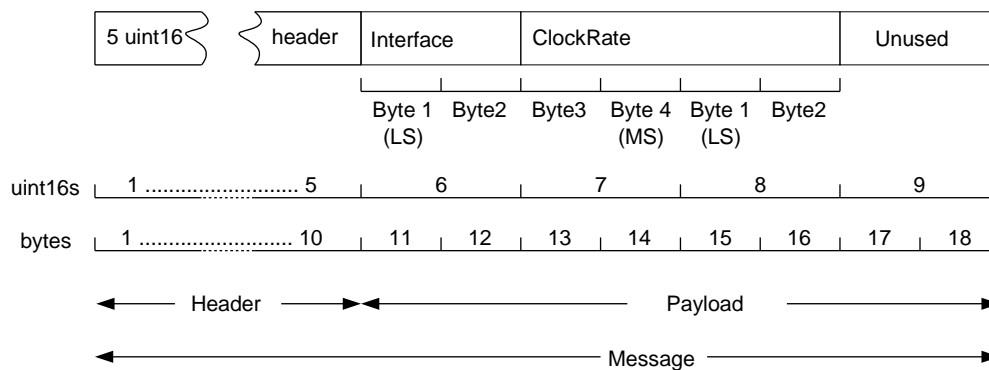 5 uint16 header Interface ClockRate Unused
Byte 1 Byte2 Byte3 Byte 4 Byte 1 Byte2
(LS) (MS) (LS)
uint16s 1 ............................... 5 6 7 8 9
bytes 1 ............................... 10 11 12 13 14 15 16 17 18
Header Payload
Message